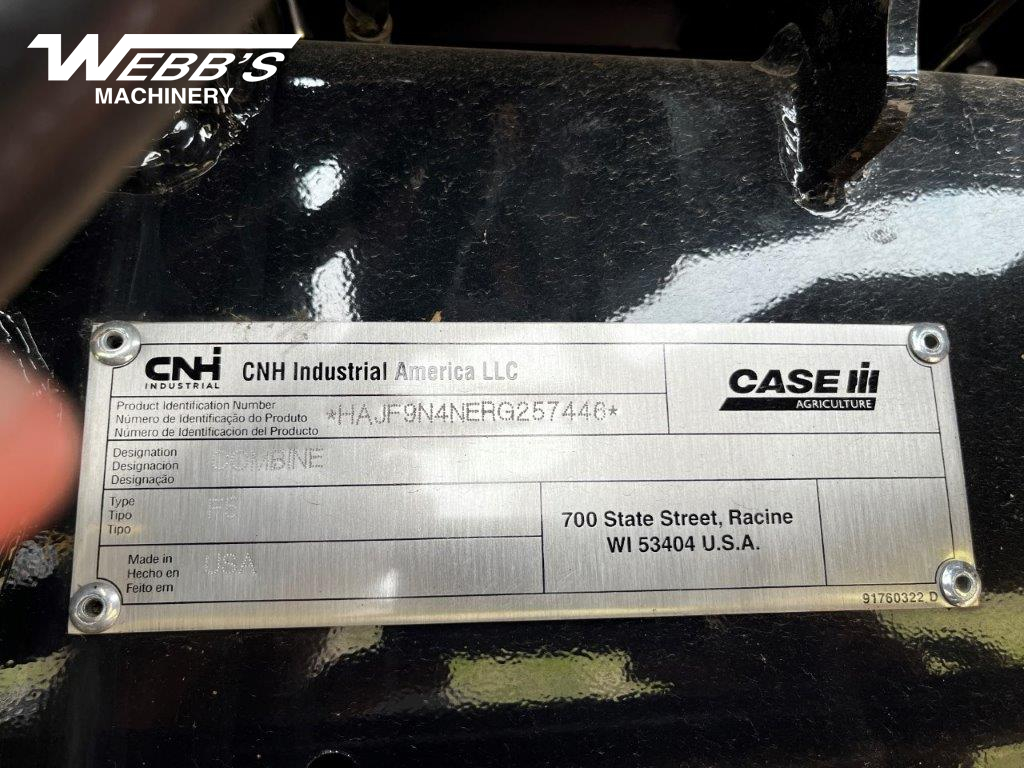 WEBB'S
MACHINERY
CNH
INDUSTRIAL
CNH Industrial America LLC
CASE IH
AGRICULTURE
Product Identification Number
Número de Identificação do Produto
Número de Identificacion del Producto
*HAJF9N4NERG257446*
Designation
Designación
Designação
COMBINE
Type
Tipo
Tipo
FS
700 State Street, Racine
WI 53404 U.S.A.
Made in
Hecho en
Feito em
USA
91760322 D